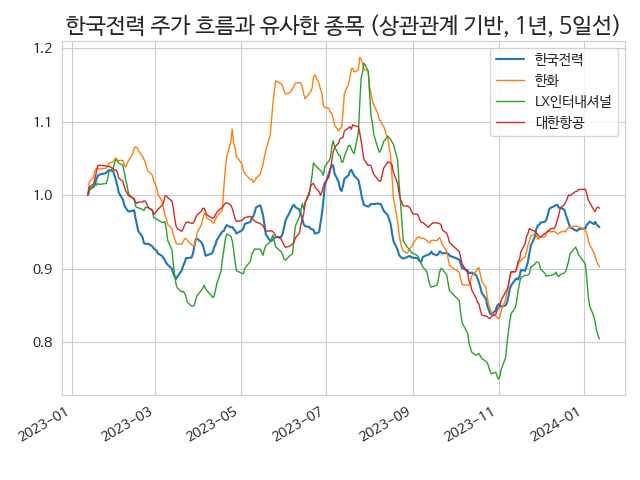 한국전력 주가 흐름과 유사한 종목 (상관관계 기반, 1년, 5일선)
한국전력
한화
LX인터내셔널
대한항공
1.2
1.1
1.0
0.9
0.8
2023-01
2023-03
2023-05
2023-07
2023-09
2023-11
2024-01